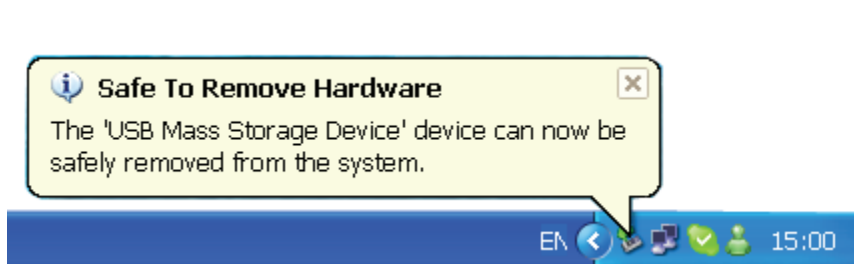 Safe To Remove Hardware
The 'USB Mass Storage Device' device can now be
safely removed from the system.
EN 15:00